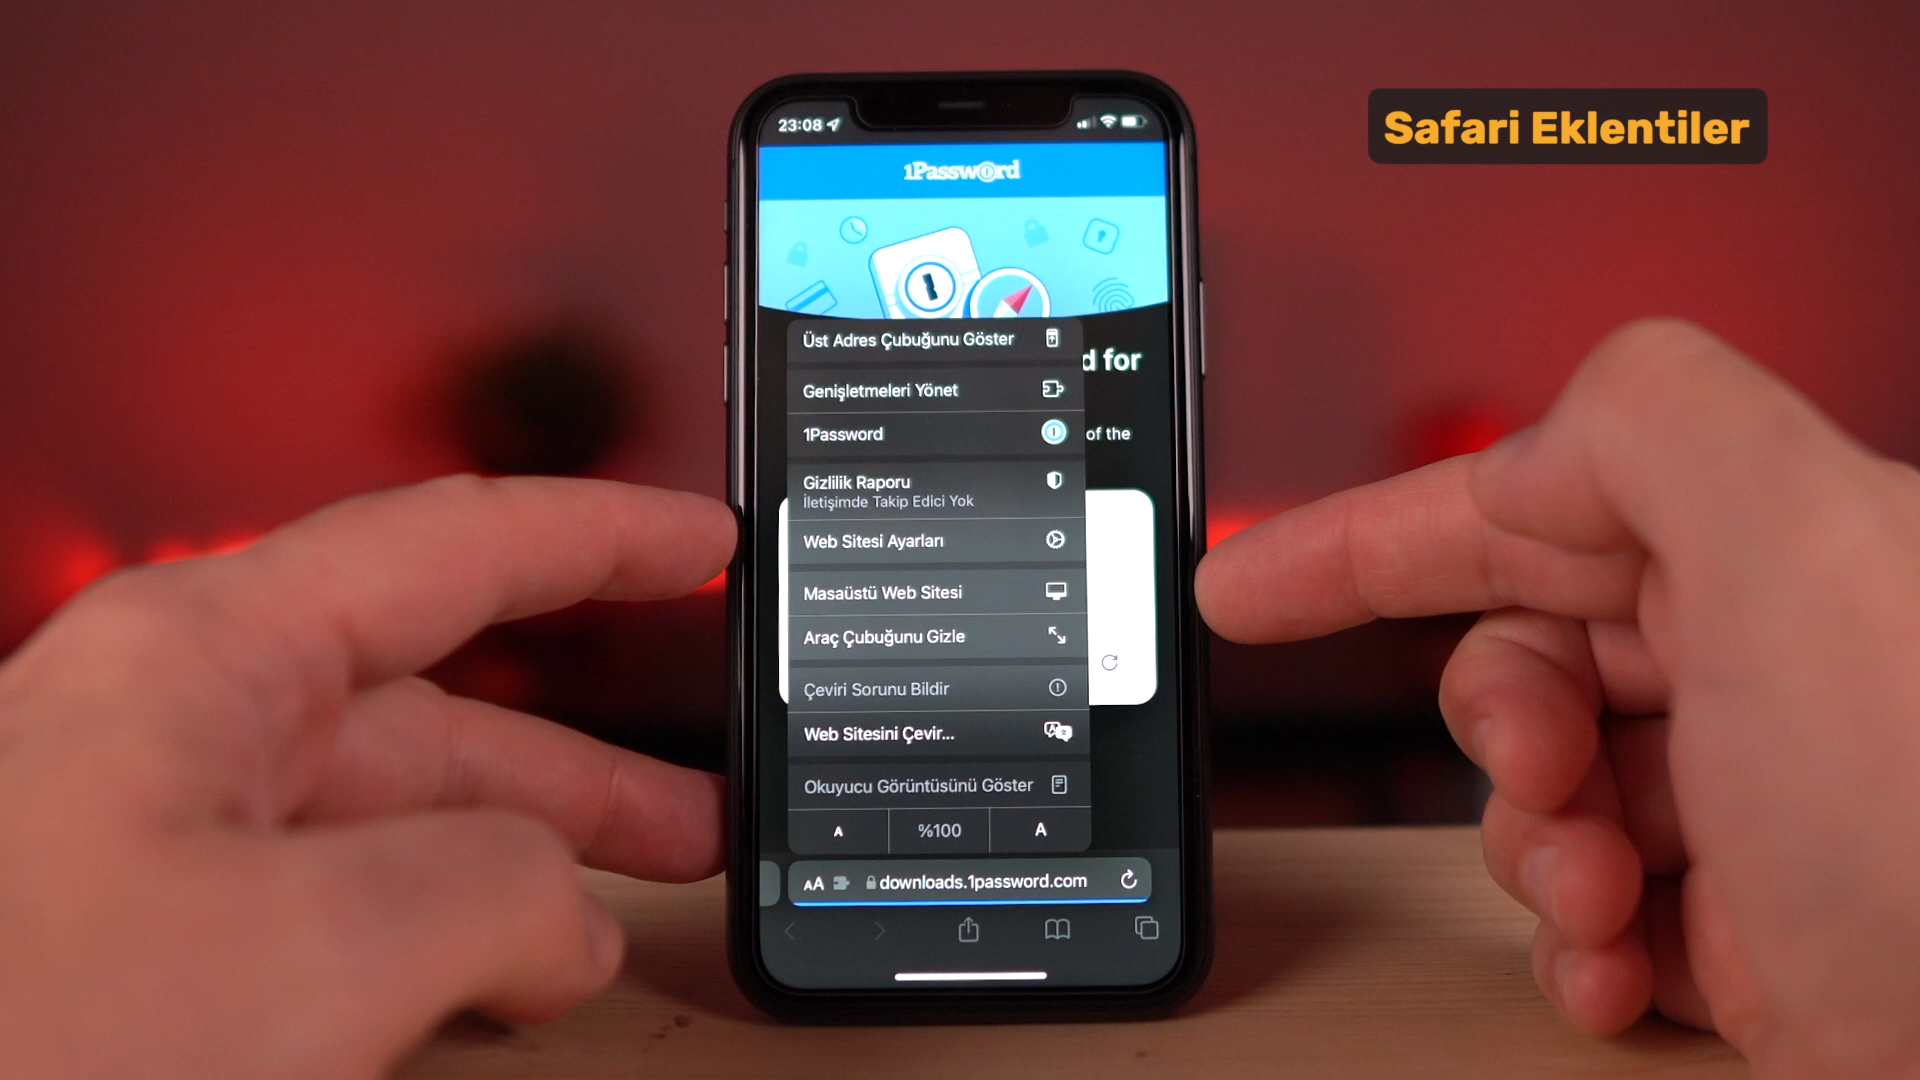 Safari Eklentiler
23:08
1Password
Üst Adres Çubuğunu Göster
d for
Genişletmeleri Yönet
1Password
of the
Gizlilik Raporu
İletişimde Takip Edici Yok
Web Sitesi Ayarları
Masaüstü Web Sitesi
Araç Çubuğunu Gizle
Çeviri Sorunu Bildir
Web Sitesini Çevir...
Okuyucu Görüntüsünü Göster
A %100 A
AA downloads.1password.com